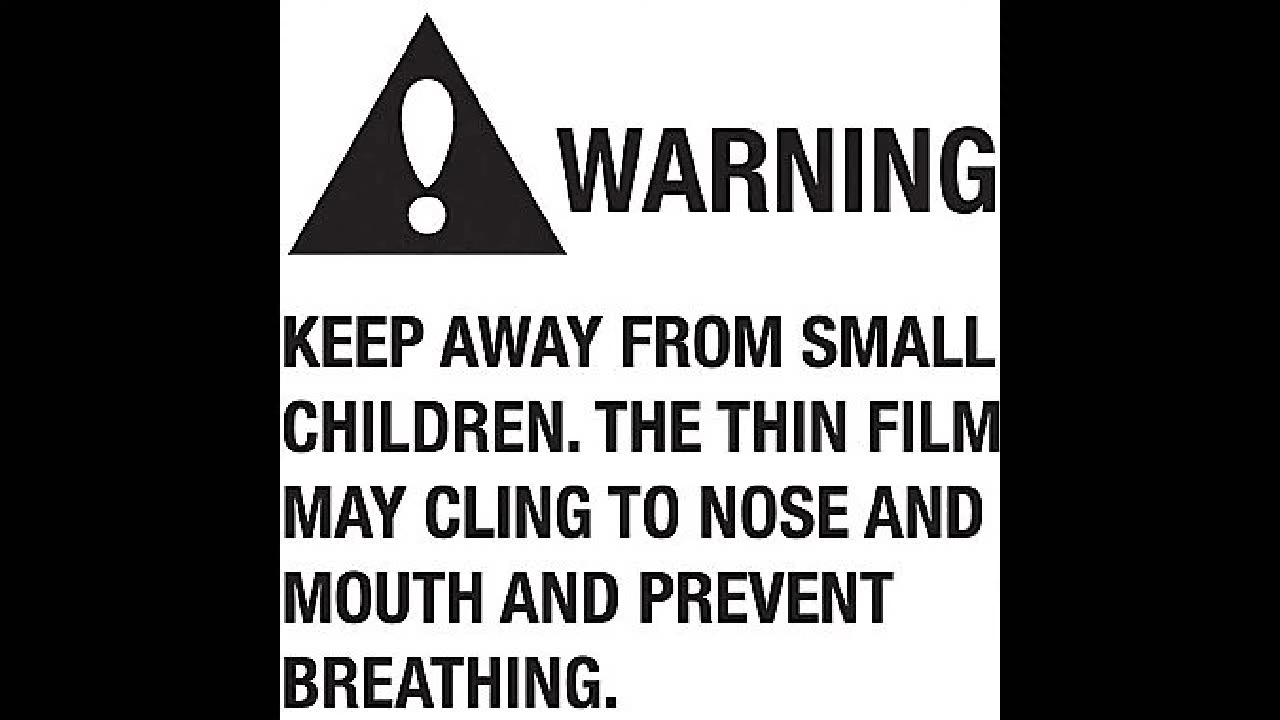 WARNING
KEEP AWAY FROM SMALL
CHILDREN. THE THIN FILM
MAY CLING TO NOSE AND
MOUTH AND PREVENT
BREATHING.